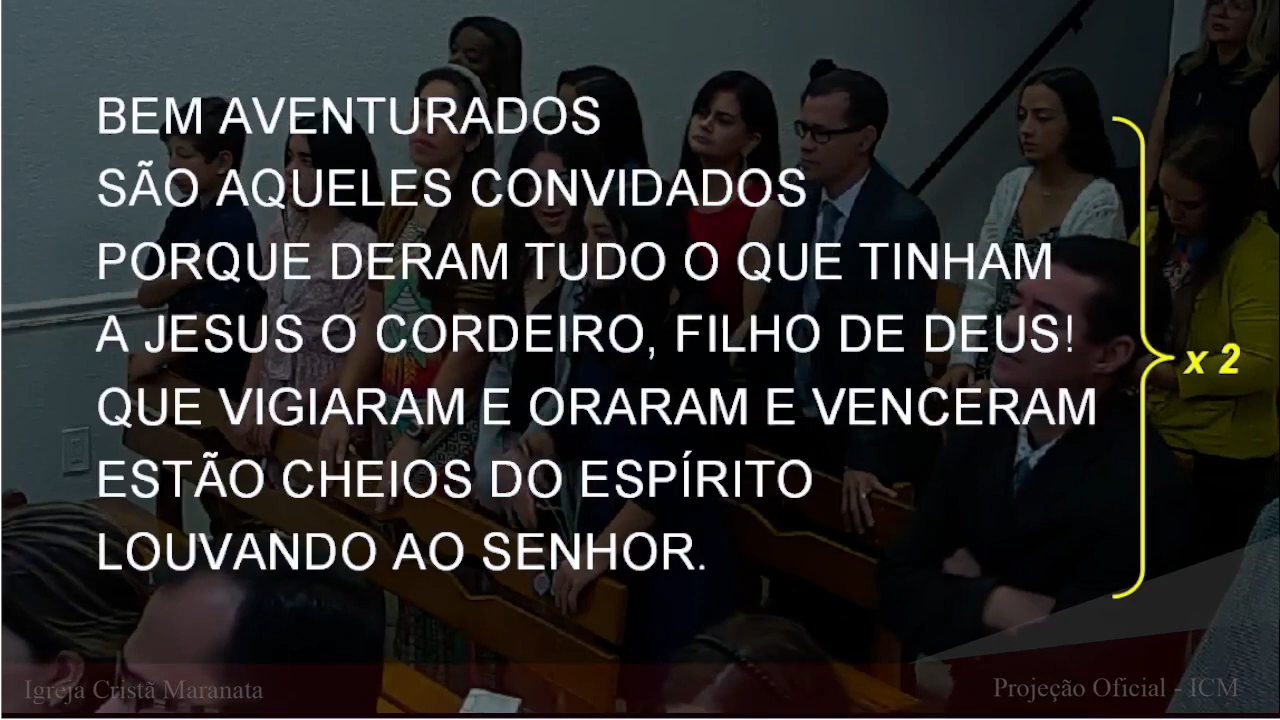 BEM AVENTURADOS
SÃO AQUELES CONVIDADOS
PORQUE DERAM TUDO O QUE TINHAM
A JESUS O CORDEIRO, FILHO DE DEUS!
QUE VIGIARAM E ORARAM E VENCERAM
ESTÃO CHEIOS DO ESPÍRITO
LOUVANDO AO SENHOR.
x 2
Igreja Cristã Maranata
Projeção Oficial - ICM